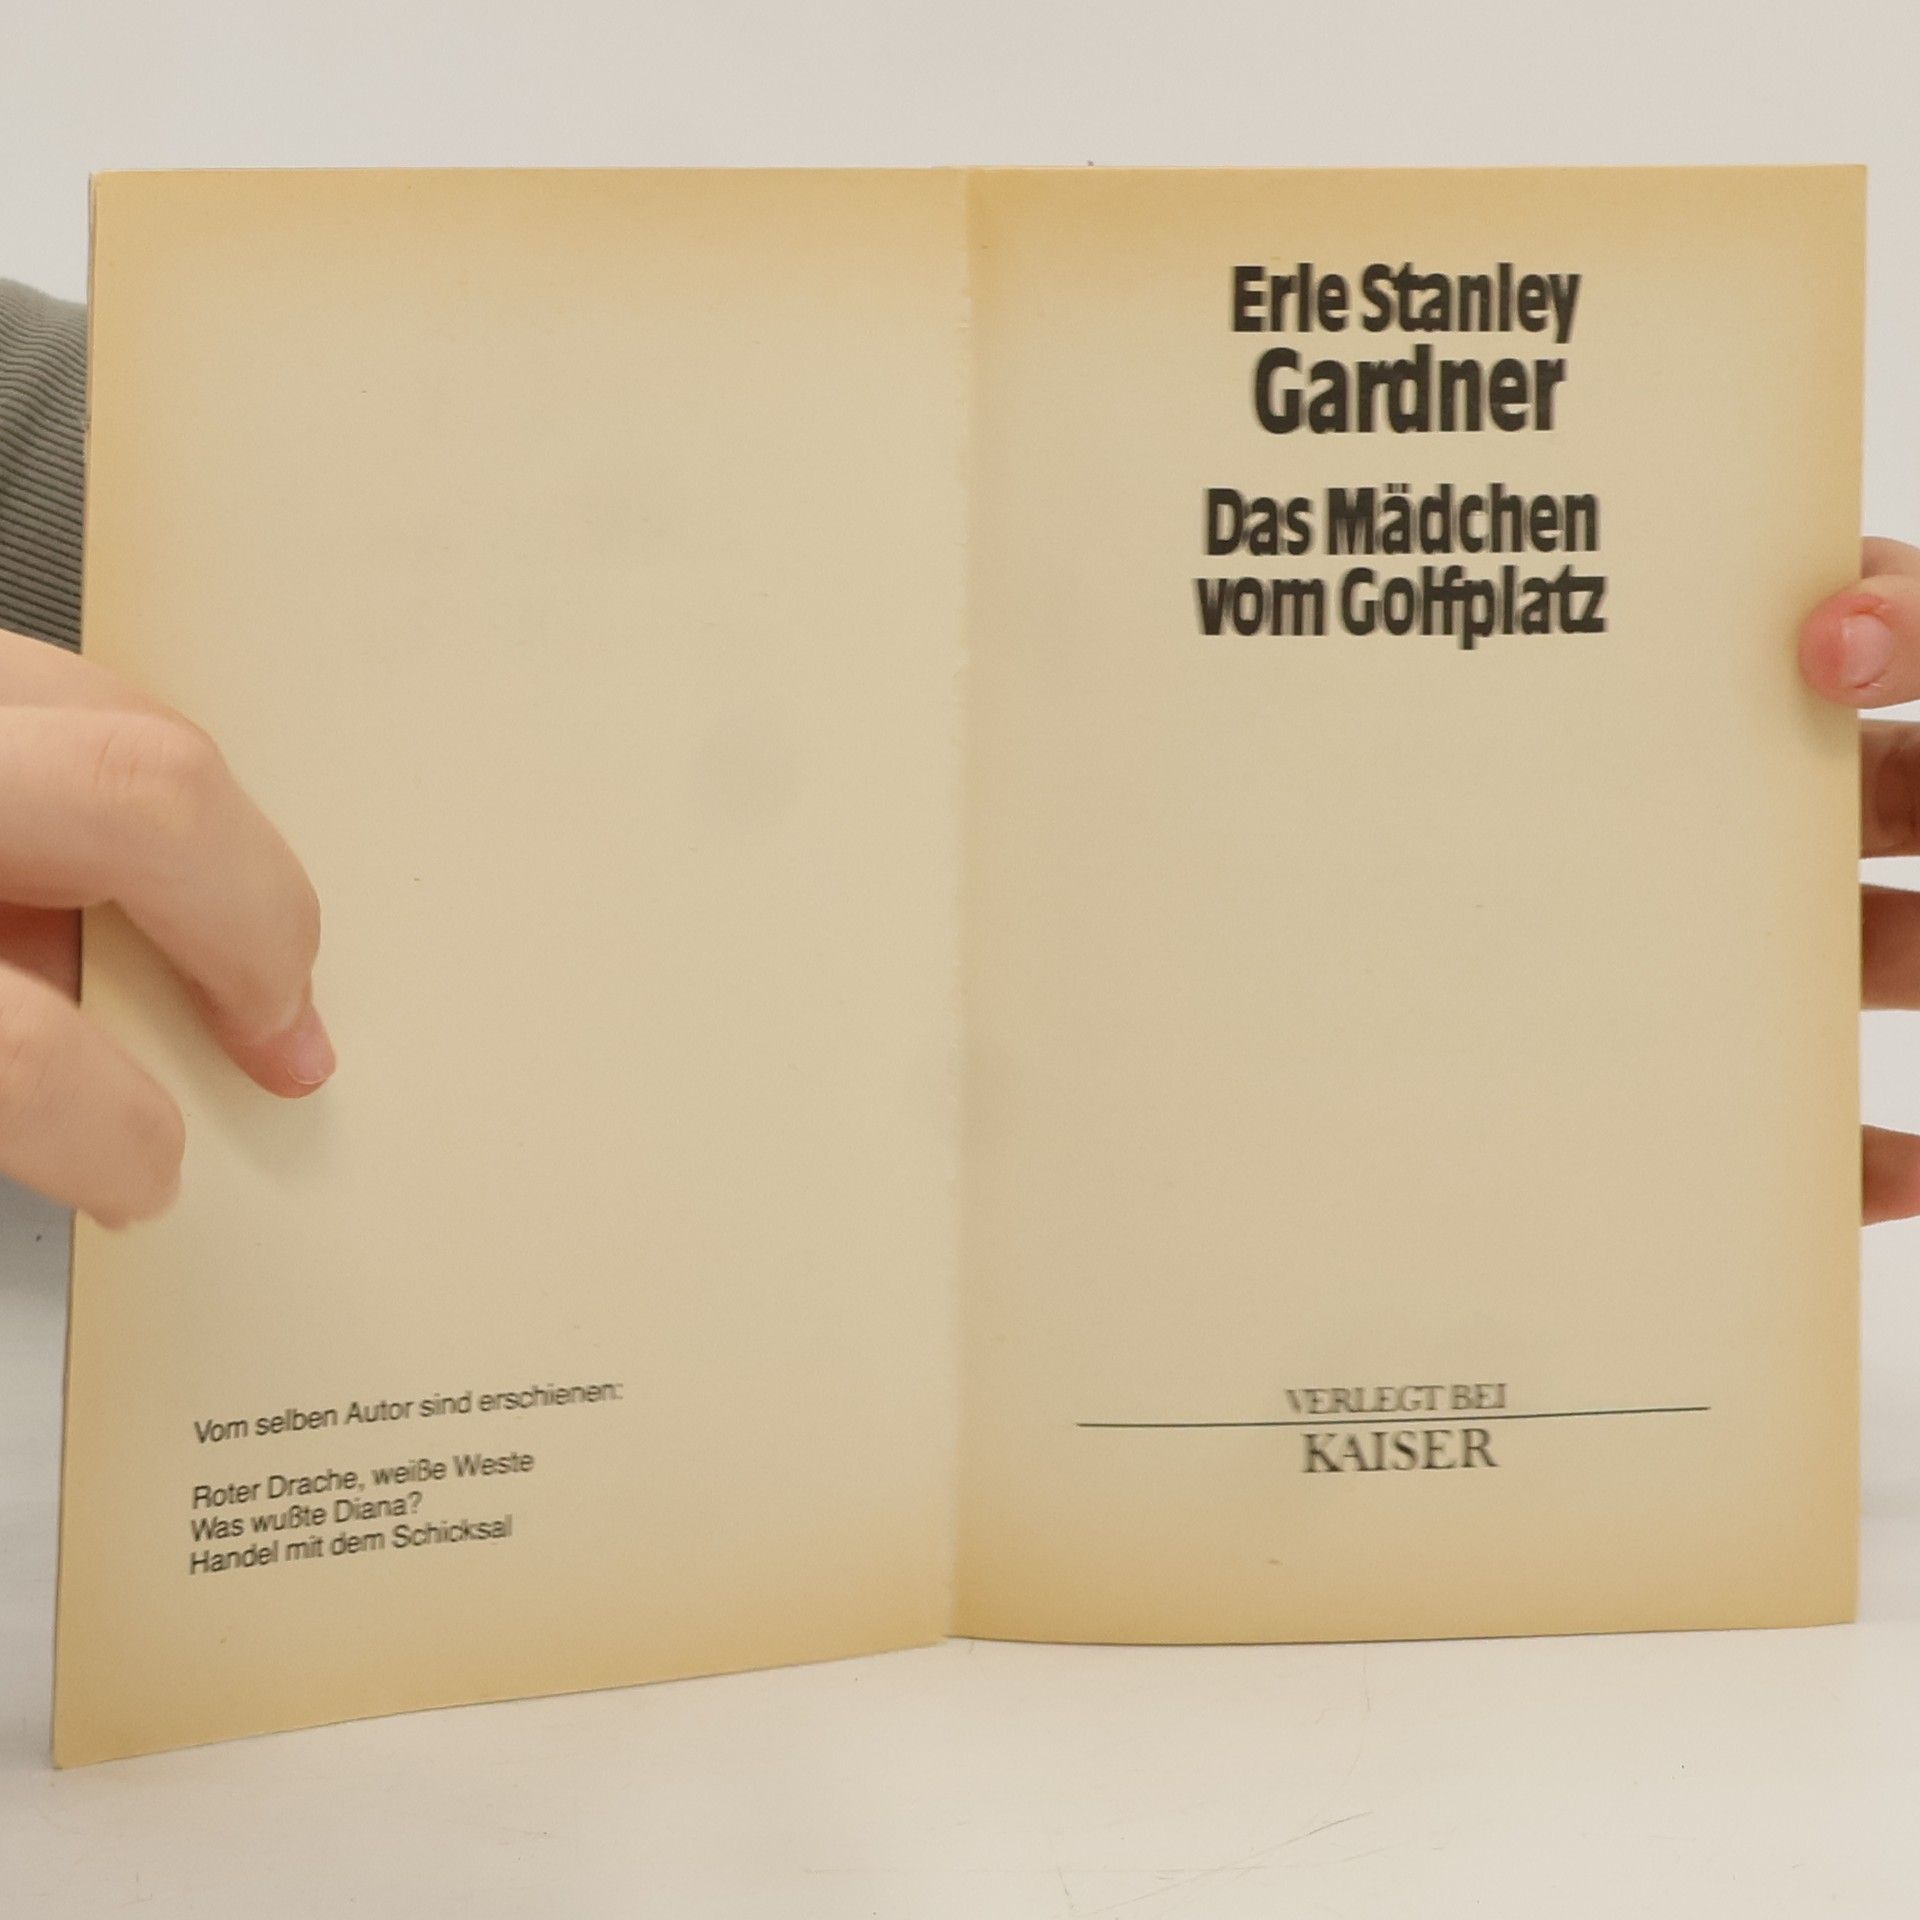 Vom selben Autor sind erschienen:
Roter Drache, weiße Weste
Was wußte Diana?
Handel mit dem Schicksal
Erle Stanley
Gardner
Das Mädchen
vom Golfplatz
VERLEGT BEI
KAISER